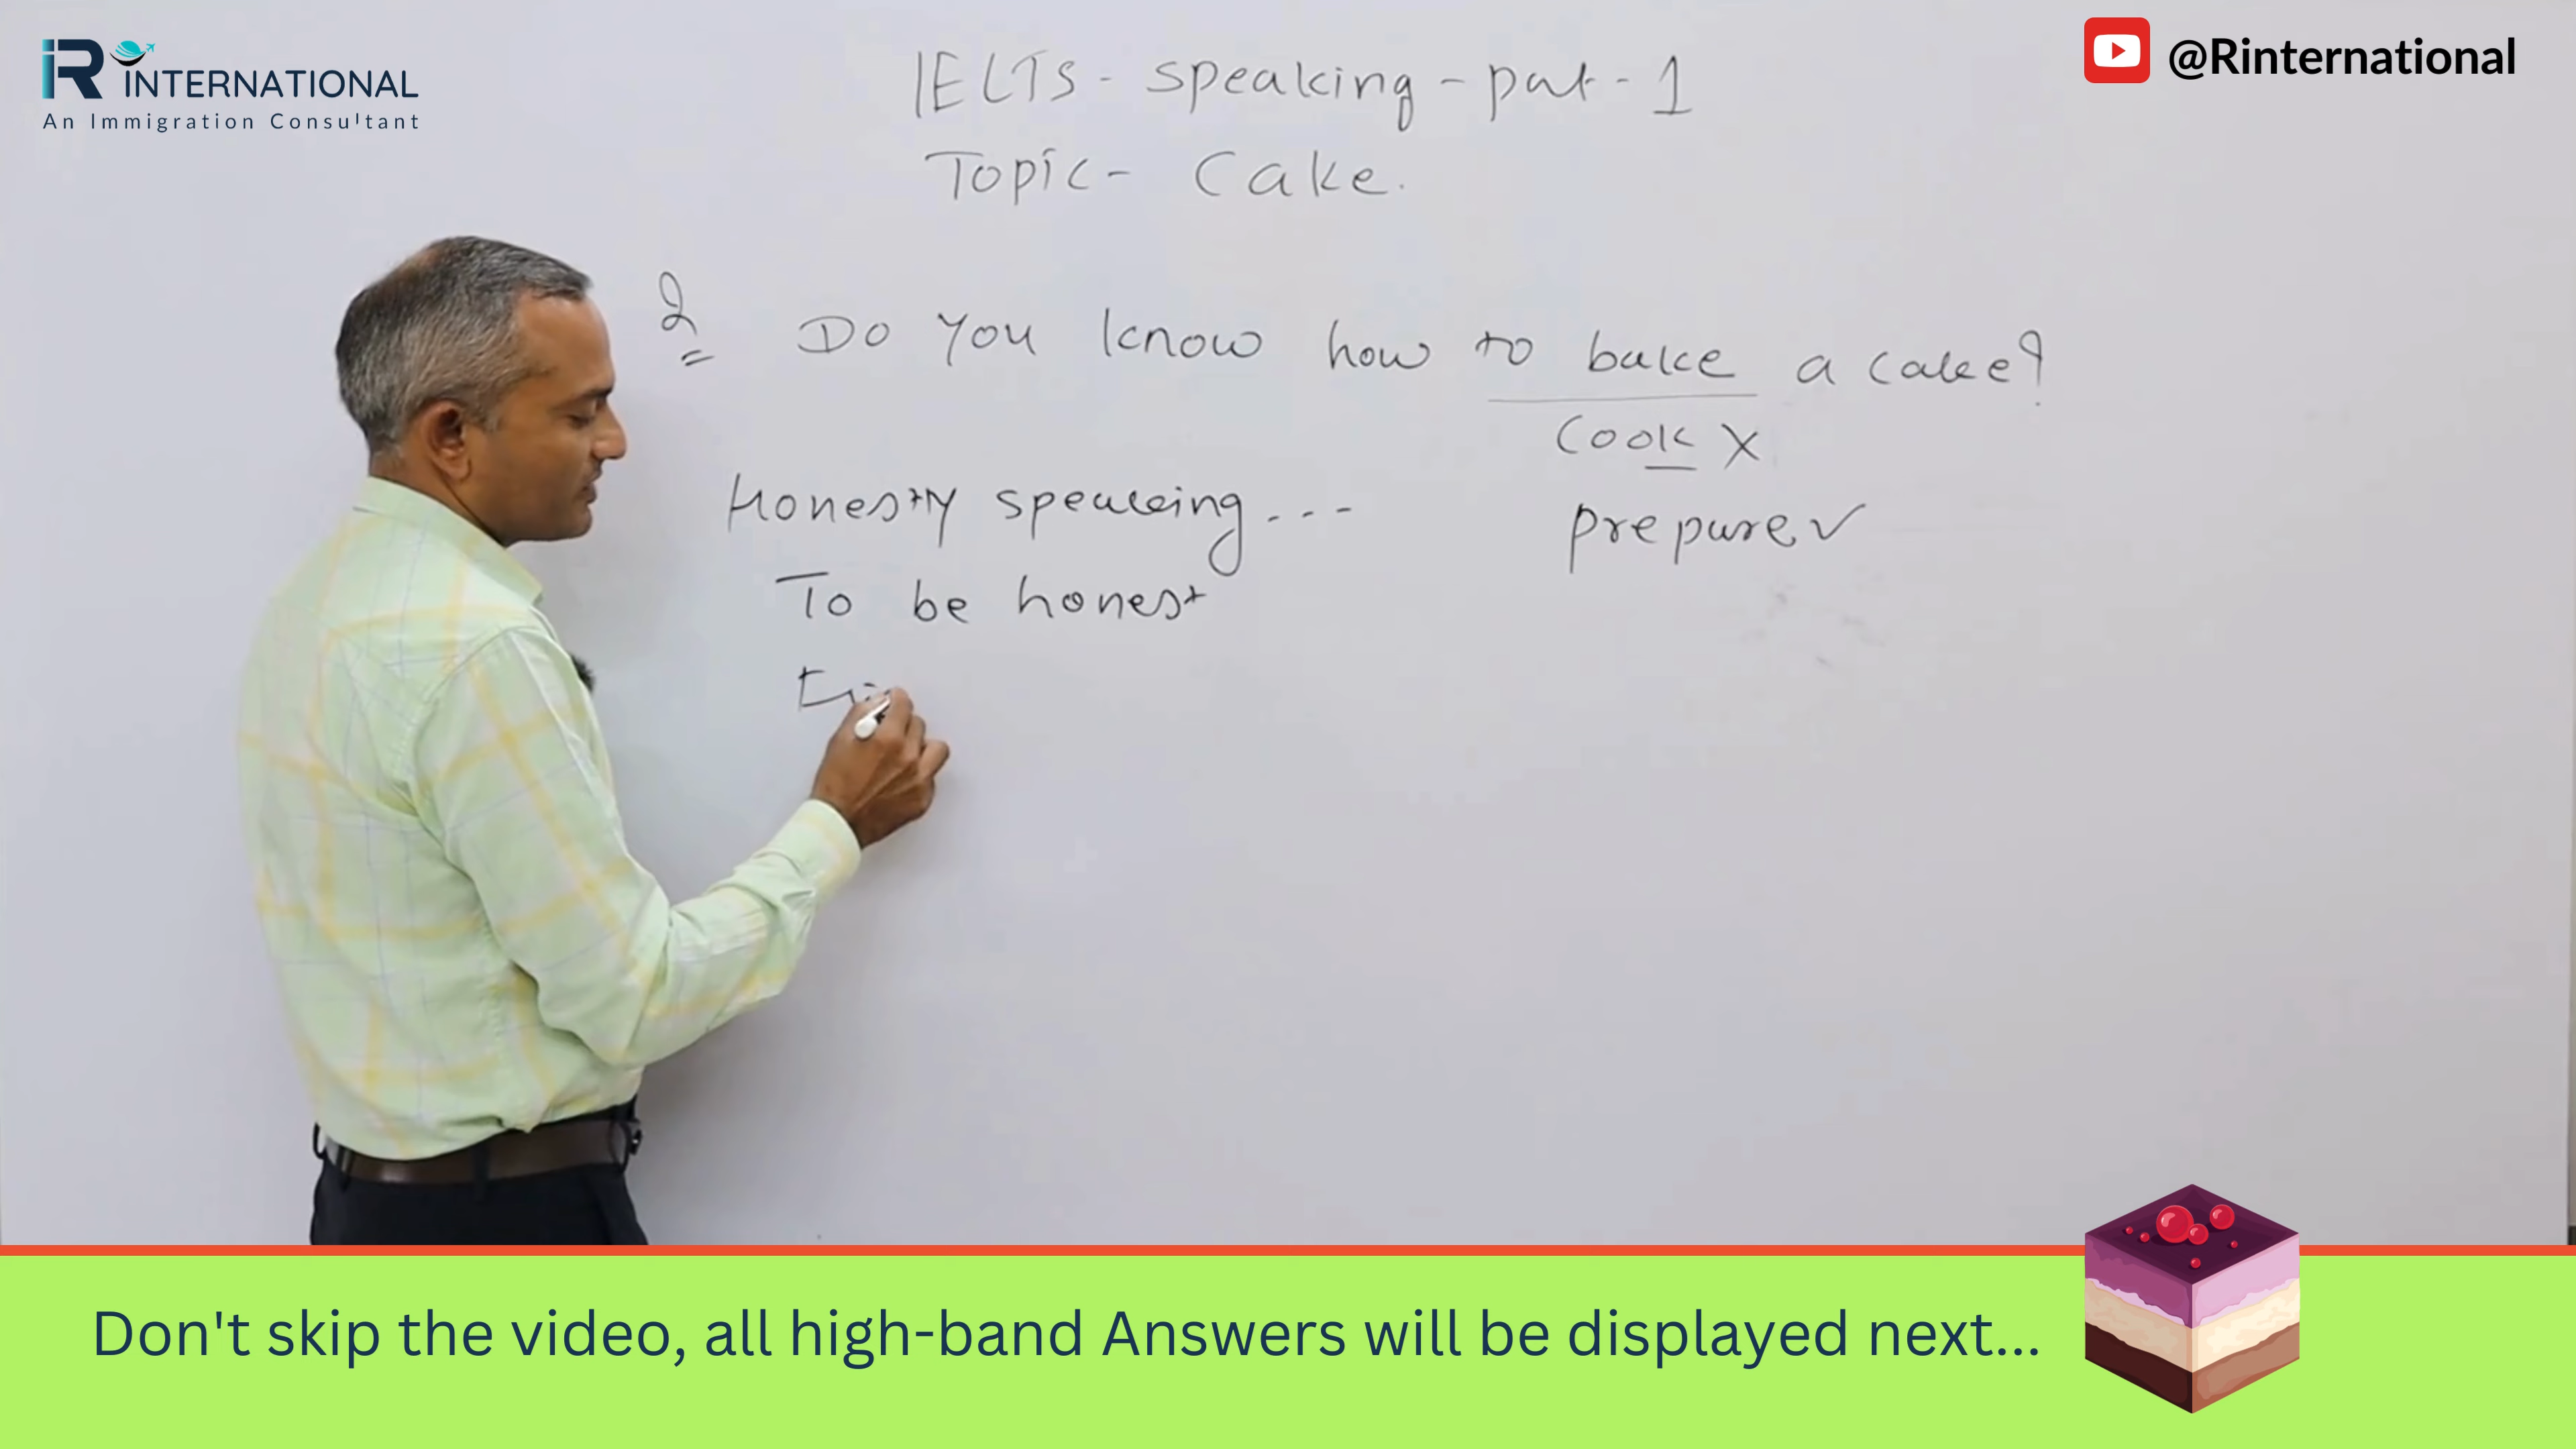 iR INTERNATIONAL
An Immigration Consultant
@Rinternational
IELTS - speaking - part - 1
Topic - Cake.
Q Do you know how to bake a cake?
Cook X
Honestly speaking...
prepare ✓
To be honest
Don't skip the video, all high-band Answers will be displayed next...